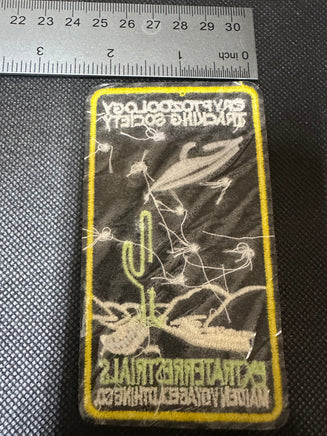 22 23 24 25 26 27 28 29 30
3 2 1 0 inch
CRYPTOZOOLOGY
TRACKING SOCIETY
EXTRATERRESTRIALS
MAIDEN VOYAGE CLOTHING CO.